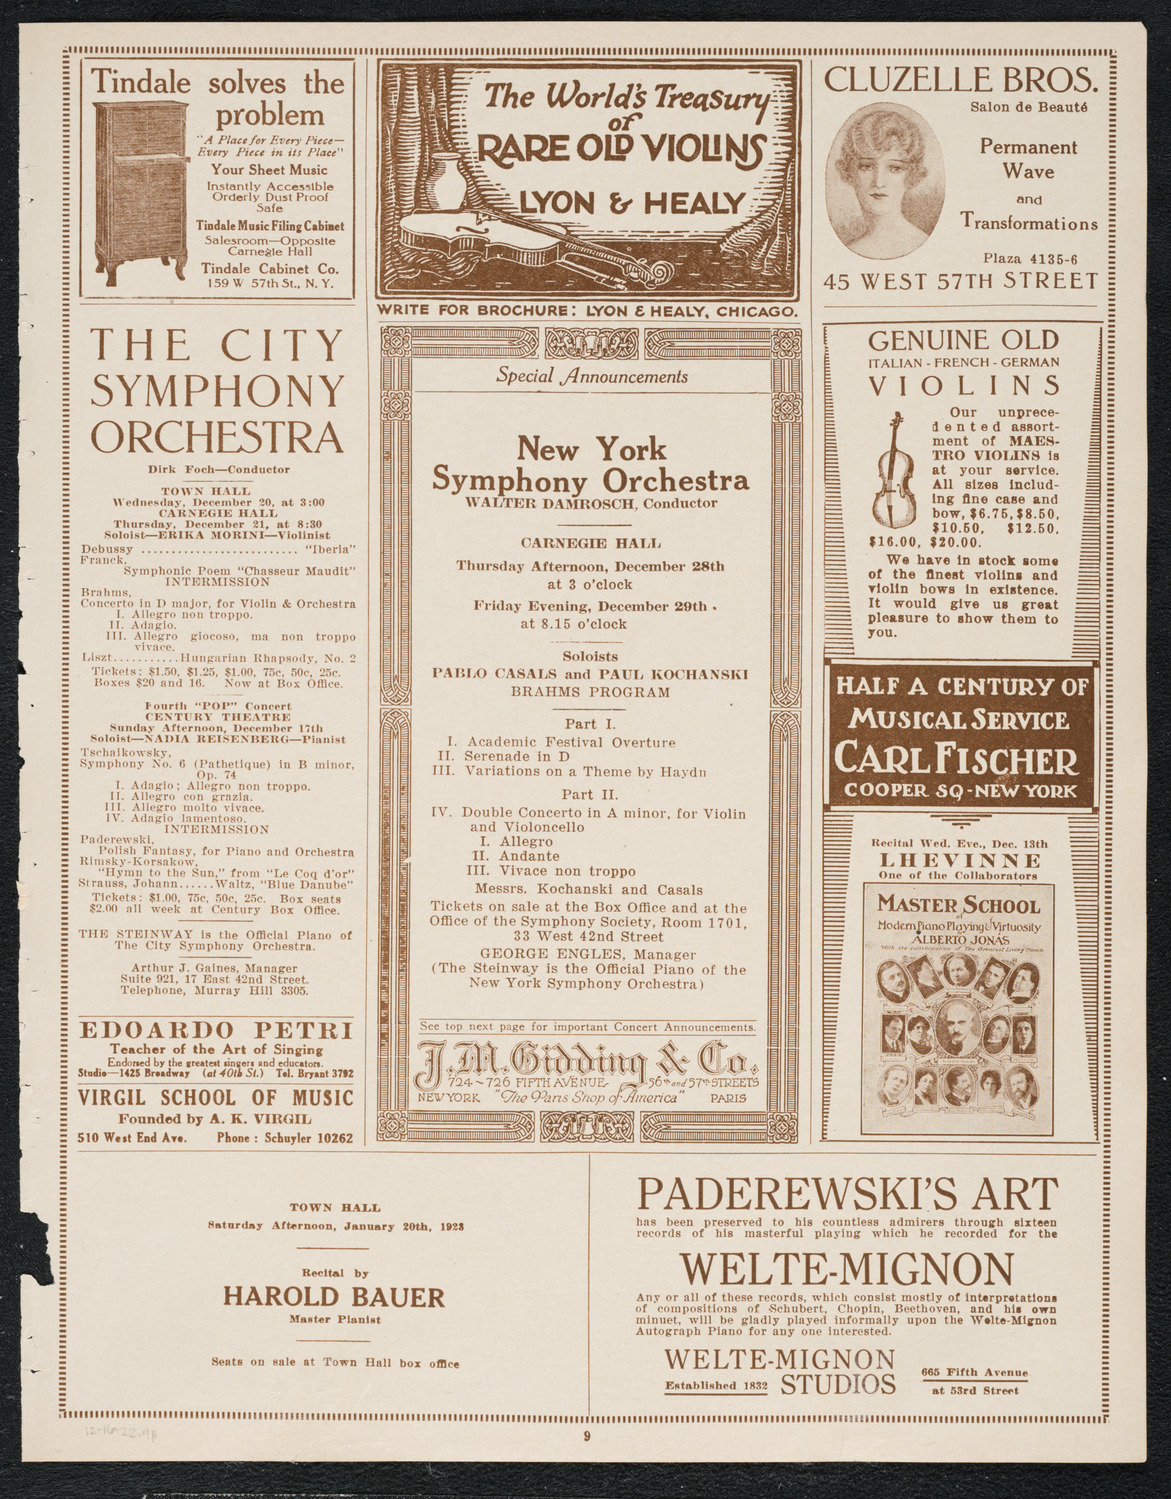 Tindale solves the
problem
"A Place for Every Piece—
Every Piece in its Place"
Your Sheet Music
Instantly Accessible
Orderly Dust Proof
Safe
Tindale Music Filing Cabinet
Salesroom—Opposite
Carnegie Hall
Tindale Cabinet Co.
159 W 57th St., N. Y.
The World's Treasury
of
RARE OLD VIOLINS
LYON & HEALY
WRITE FOR BROCHURE: LYON & HEALY, CHICAGO.
CLUZELLE BROS.
Salon de Beauté
Permanent
Wave
and
Transformations
Plaza 4135-6
45 WEST 57TH STREET
THE CITY
SYMPHONY
ORCHESTRA
Dirk Foch—Conductor
TOWN HALL
Wednesday, December 20, at 3:00
CARNEGIE HALL
Thursday, December 21, at 8:30
Soloist—ERIKA MORINI—Violinist
Debussy .......................... "Iberia"
Franck,
Symphonic Poem "Chasseur Maudit"
INTERMISSION
Brahms,
Concerto in D major, for Violin & Orchestra
I. Allegro non troppo.
II. Adagio.
III. Allegro giocoso, ma non troppo
vivace.
Liszt...........Hungarian Rhapsody, No. 2
Tickets: $1.50, $1.25, $1.00, 75c, 50c, 25c.
Boxes $20 and 16. Now at Box Office.
Fourth "POP" Concert
CENTURY THEATRE
Sunday Afternoon, December 17th
Soloist—NADIA REISENBERG—Pianist
Tschaikowsky,
Symphony No. 6 (Pathetique) in B minor,
Op. 74
I. Adagio; Allegro non troppo.
II. Allegro con grazia.
III. Allegro molto vivace.
IV. Adagio lamentoso.
INTERMISSION
Paderewski,
Polish Fantasy, for Piano and Orchestra
Rimsky-Korsakow,
"Hymn to the Sun," from "Le Coq d'or"
Strauss, Johann......Waltz, "Blue Danube"
Tickets: $1.00, 75c, 50c, 25c. Box seats
$2.00 all week at Century Box Office.
THE STEINWAY is the Official Piano of
The City Symphony Orchestra.
Arthur J. Gaines, Manager
Suite 921, 17 East 42nd Street.
Telephone, Murray Hill 3305.
EDOARDO PETRI
Teacher of the Art of Singing
Endorsed by the greatest singers and educators.
Studio—1425 Broadway (at 40th St.) Tel. Bryant 3792
VIRGIL SCHOOL OF MUSIC
Founded by A. K. VIRGIL
510 West End Ave. Phone: Schuyler 10262
Special Announcements
New York
Symphony Orchestra
WALTER DAMROSCH, Conductor
CARNEGIE HALL
Thursday Afternoon, December 28th
at 3 o'clock
Friday Evening, December 29th
at 8.15 o'clock
Soloists
PABLO CASALS and PAUL KOCHANSKI
BRAHMS PROGRAM
Part I.
I. Academic Festival Overture
II. Serenade in D
III. Variations on a Theme by Haydn
Part II.
IV. Double Concerto in A minor, for Violin
and Violoncello
I. Allegro
II. Andante
III. Vivace non troppo
Messrs. Kochanski and Casals
Tickets on sale at the Box Office and at the
Office of the Symphony Society, Room 1701,
33 West 42nd Street
GEORGE ENGLES, Manager
(The Steinway is the Official Piano of the
New York Symphony Orchestra)
See top next page for important Concert Announcements.
J.M. Gidding & Co.
724~726 FIFTH AVENUE 56th and 57th STREETS
NEW YORK "The Paris Shop of America" PARIS
GENUINE OLD
ITALIAN - FRENCH - GERMAN
VIOLINS
Our unprece-
dented assort-
ment of MAES-
TRO VIOLINS is
at your service.
All sizes includ-
ing fine case and
bow, $6.75, $8.50,
$10.50, $12.50,
$16.00, $20.00.
We have in stock some
of the finest violins and
violin bows in existence.
It would give us great
pleasure to show them to
you.
HALF A CENTURY OF
MUSICAL SERVICE
CARL FISCHER
COOPER SQ-NEW YORK
Recital Wed. Eve., Dec. 13th
LHEVINNE
One of the Collaborators
MASTER SCHOOL
of
Modern Piano Playing & Virtuosity
ALBERTO JONÁS
TOWN HALL
Saturday Afternoon, January 20th, 1923
Recital by
HAROLD BAUER
Master Pianist
Seats on sale at Town Hall box office
PADEREWSKI'S ART
has been preserved to his countless admirers through sixteen
records of his masterful playing which he recorded for the
WELTE-MIGNON
Any or all of these records, which consist mostly of interpretations
of compositions of Schubert, Chopin, Beethoven, and his own
minuet, will be gladly played informally upon the Welte-Mignon
Autograph Piano for any one interested.
WELTE-MIGNON
Established 1832 STUDIOS
665 Fifth Avenue
at 53rd Street
9
12-16-22.9p